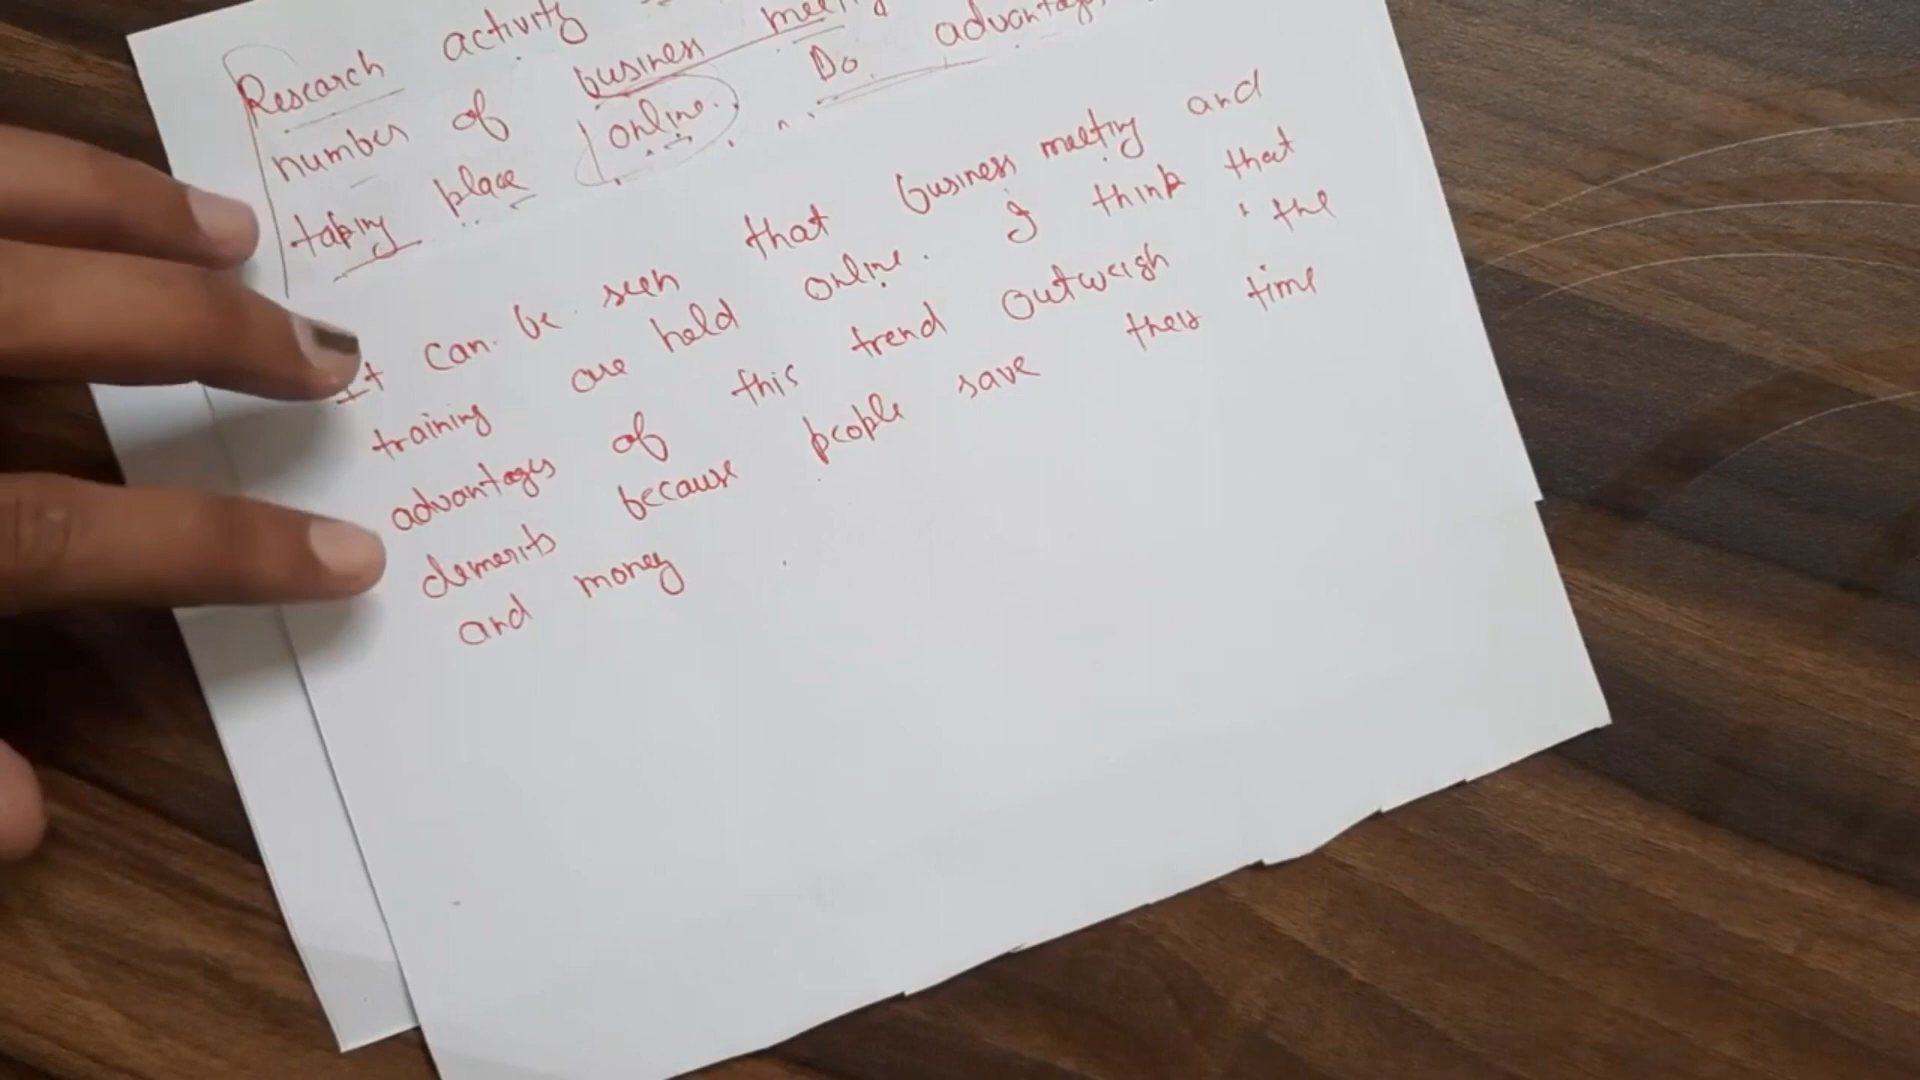 Research activity
number of business meeting
taking place online. Do advantages
It can be seen that business meeting and
training are held online. I think that
advantages of this trend outweigh the
demerits because people save their time
and money